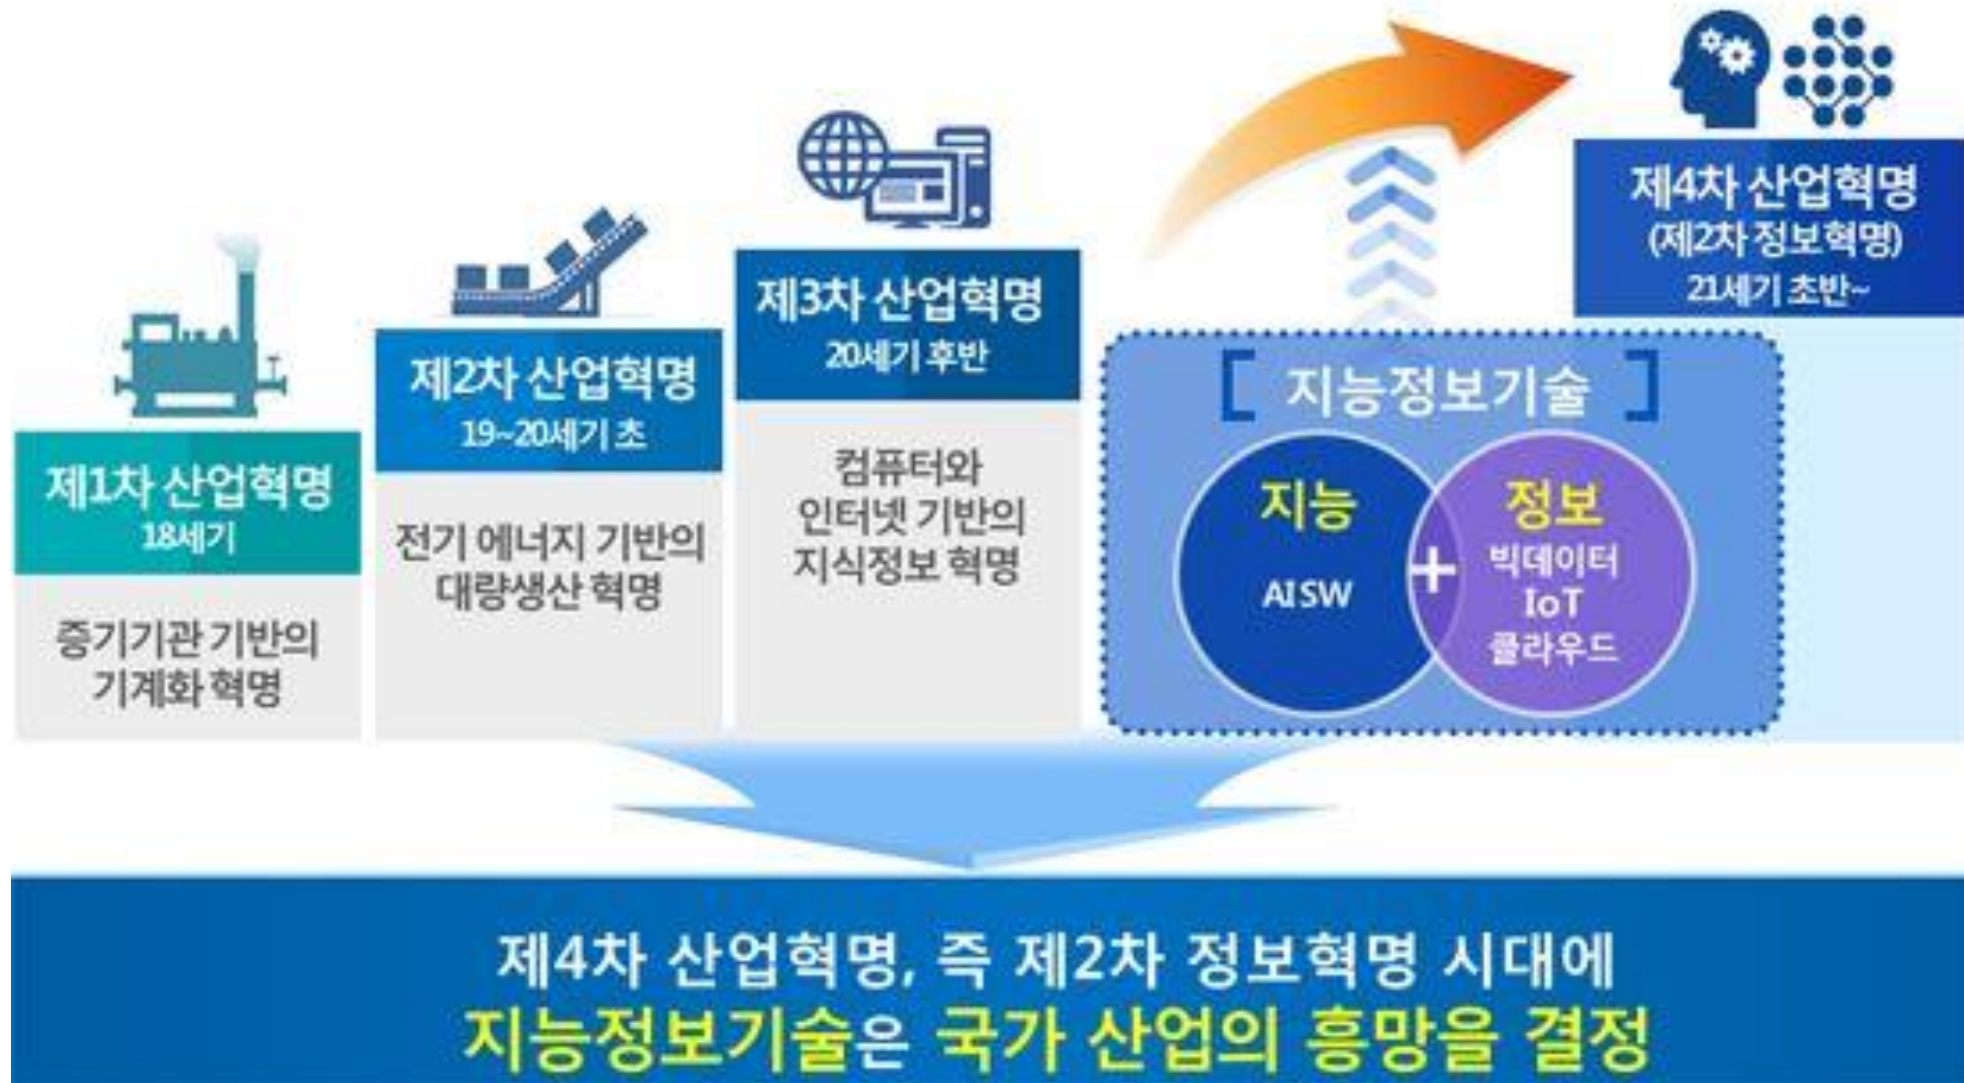 제1차 산업혁명
18세기
증기기관 기반의
기계화 혁명
제2차 산업혁명
19~20세기 초
전기 에너지 기반의
대량생산 혁명
제3차 산업혁명
20세기 후반
컴퓨터와
인터넷 기반의
지식정보 혁명
[ 지능정보기술 ]
지능
AI SW
+
정보
빅데이터
IoT
클라우드
제4차 산업혁명
(제2차 정보혁명)
21세기 초반~
제4차 산업혁명, 즉 제2차 정보혁명 시대에
지능정보기술은 국가 산업의 흥망을 결정